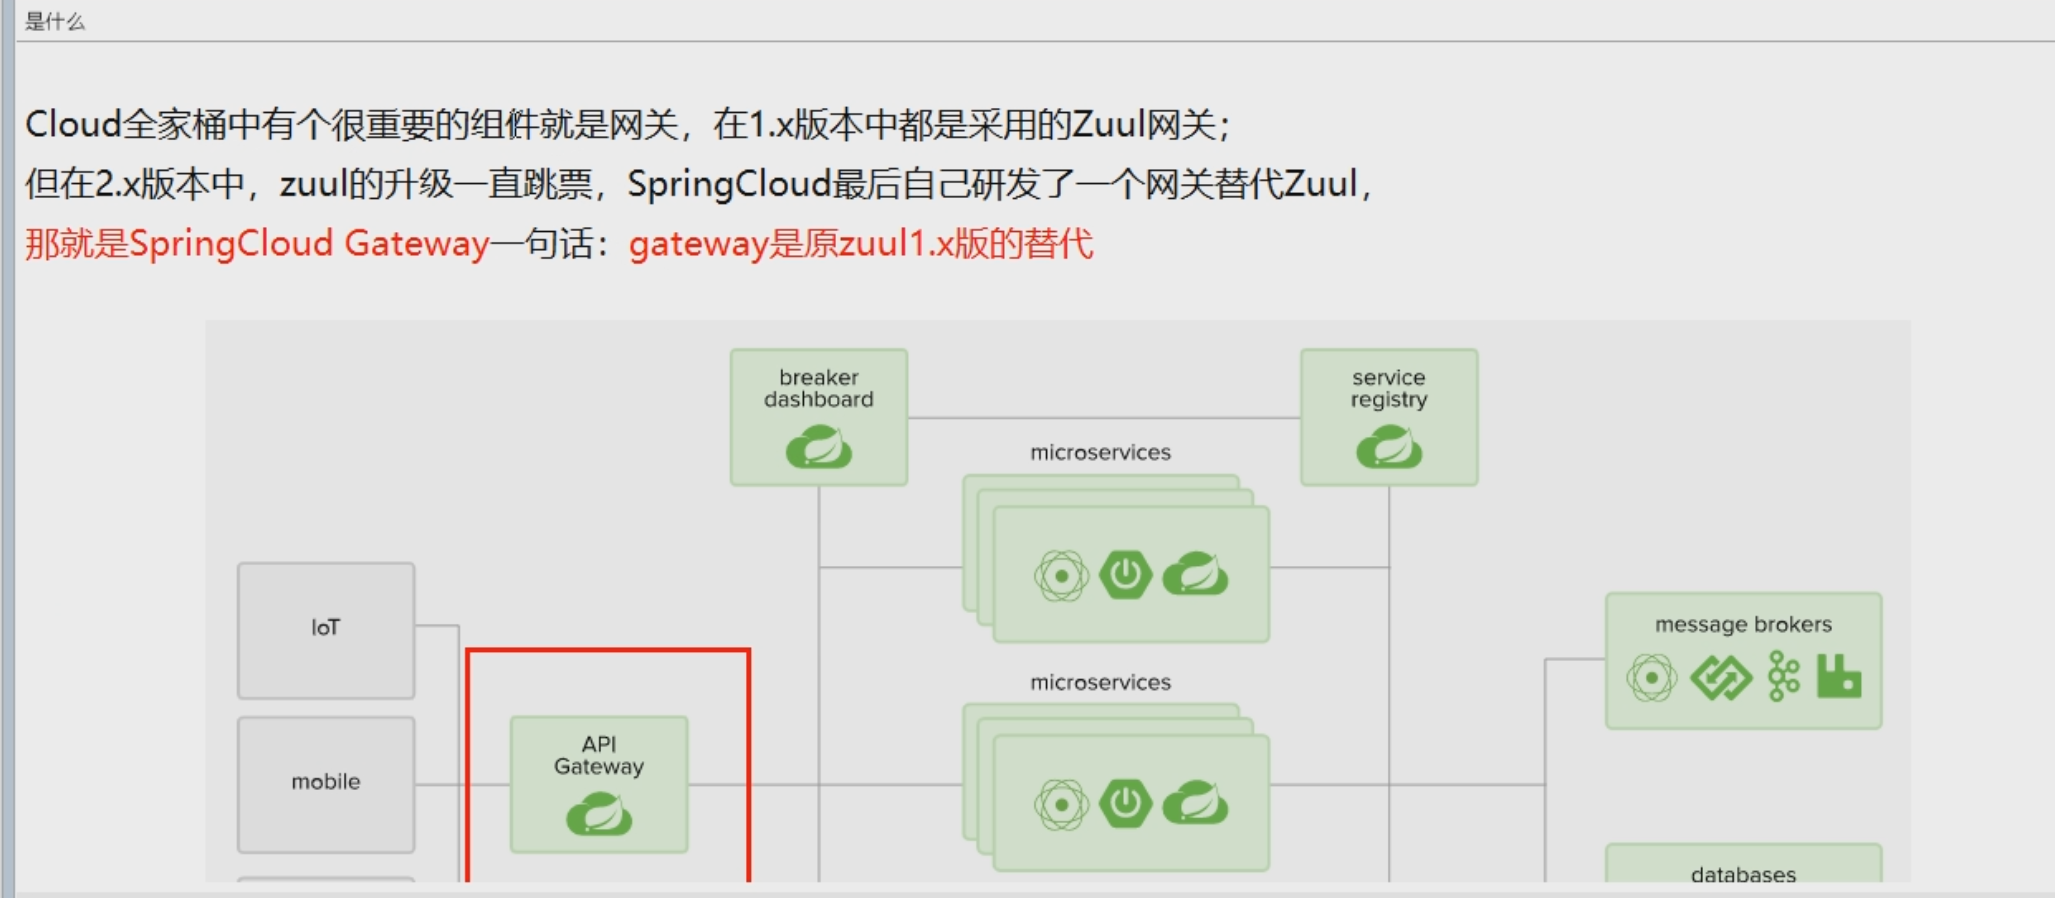 是什么
Cloud全家桶中有个很重要的组件就是网关，在1.x版本中都是采用的Zuul网关；
但在2.x版本中，zuul的升级一直跳票，SpringCloud最后自己研发了一个网关替代Zuul，
那就是SpringCloud Gateway一句话：gateway是原zuul1.x版的替代
breaker
dashboard
service
registry
microservices
IoT
message brokers
microservices
API
Gateway
mobile
databases